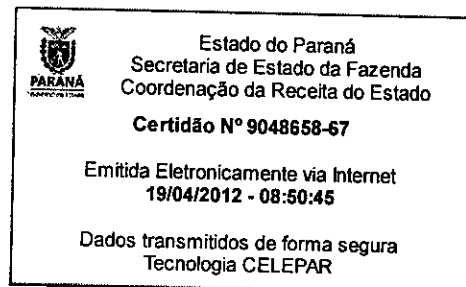 Estado do Paraná
Secretaria de Estado da Fazenda
Coordenação da Receita do Estado
PARANÁ
Certidão Nº 9048658-67
Emitida Eletronicamente via Internet
19/04/2012 - 08:50:45
Dados transmitidos de forma segura
Tecnologia CELEPAR